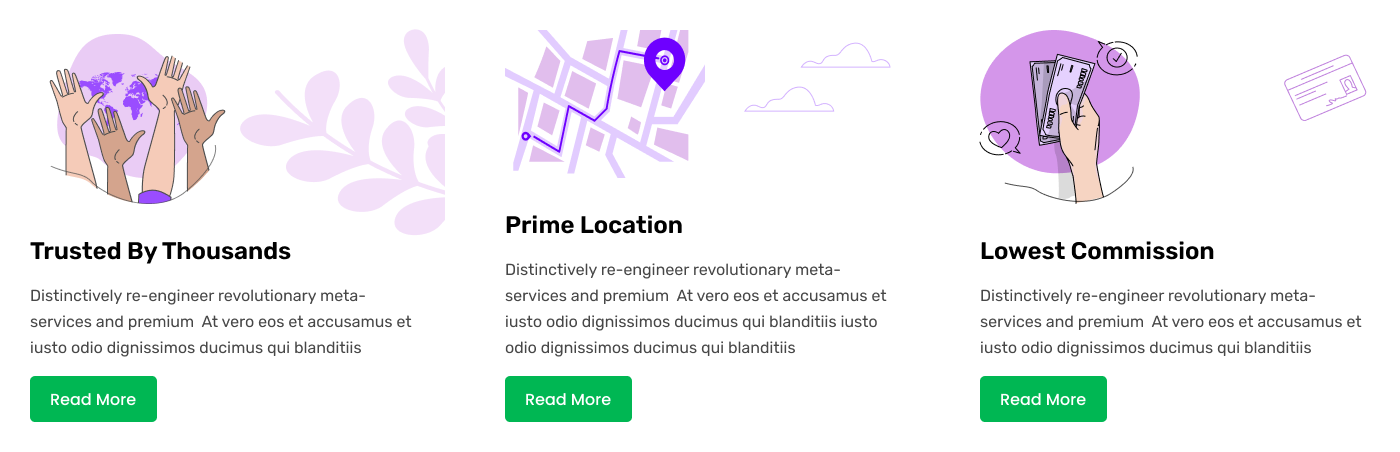 Trusted By Thousands
Distinctively re-engineer revolutionary meta-
services and premium  At vero eos et accusamus et
iusto odio dignissimos ducimus qui blanditiis
Read More
Prime Location
Distinctively re-engineer revolutionary meta-
services and premium  At vero eos et accusamus et
iusto odio dignissimos ducimus qui blanditiis iusto
odio dignissimos ducimus qui blanditiis
Read More
Lowest Commission
Distinctively re-engineer revolutionary meta-
services and premium  At vero eos et accusamus et
iusto odio dignissimos ducimus qui blanditiis
Read More